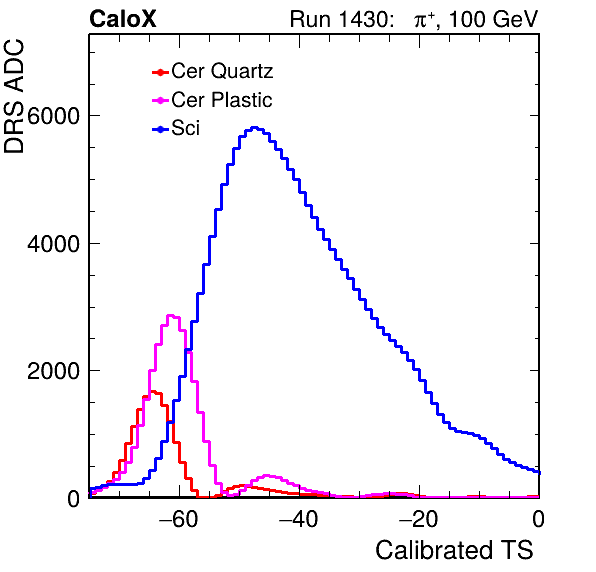 CaloX Run 1430: π⁺, 100 GeV
DRS ADC
Cer Quartz
Cer Plastic
Sci
6000
4000
2000
0
−60 −40 −20 0
Calibrated TS